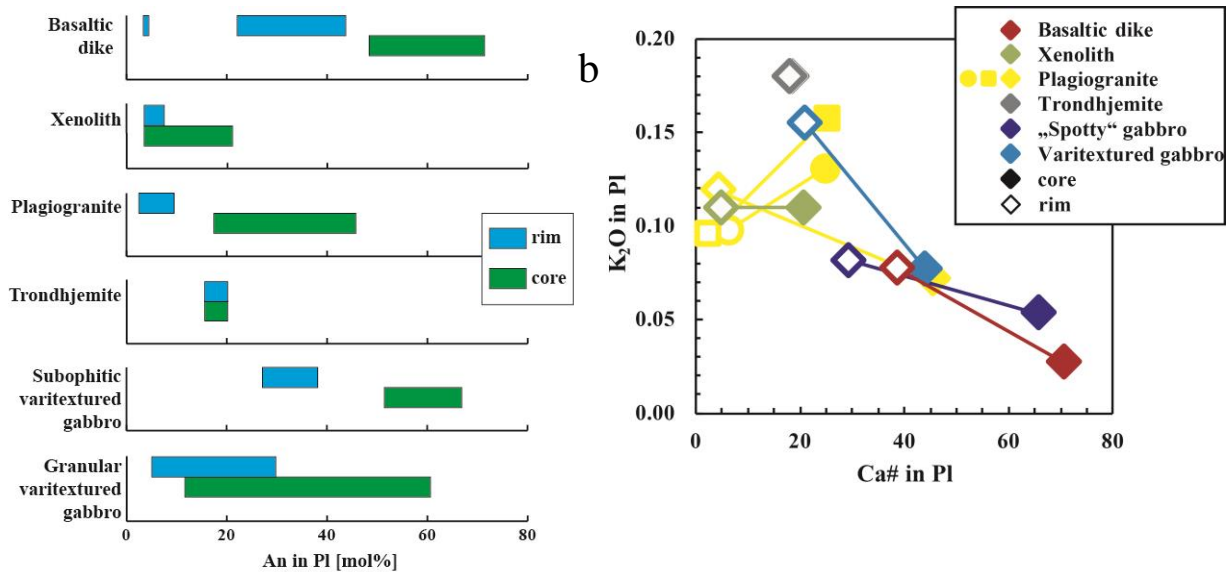 Basaltic
dike
Xenolith
Plagiogranite
Trondhjemite
Subophitic
varitextured
gabbro
Granular
varitextured
gabbro
rim
core
0 20 40 60 80
An in Pl [mol%]
b
0.20
0.15
0.10
0.05
0.00
K₂O in Pl
0 20 40 60 80
Ca# in Pl
Basaltic dike
Xenolith
Plagiogranite
Trondhjemite
„Spotty“ gabbro
Varitextured gabbro
core
rim